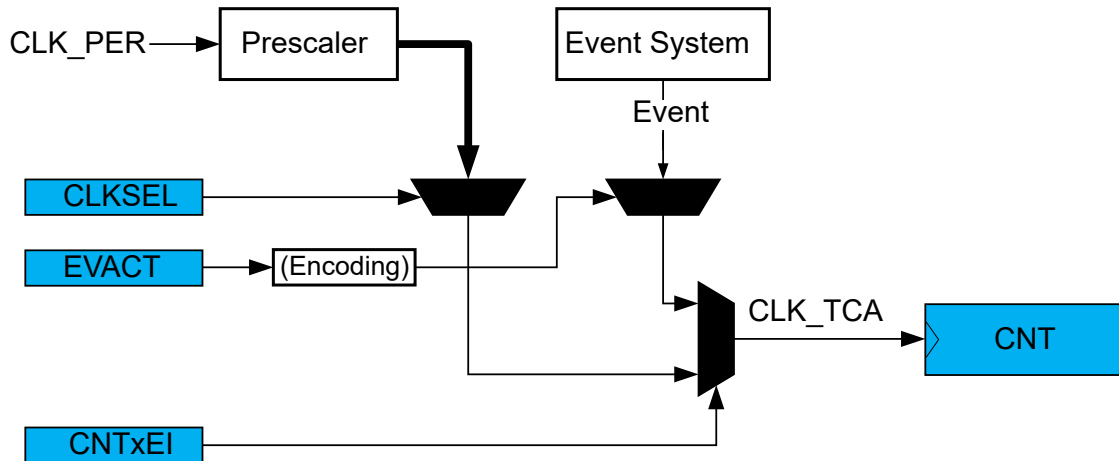 CLK_PER
Prescaler
Event System
Event
CLKSEL
EVACT
(Encoding)
CLK_TCA
CNT
CNTxEI